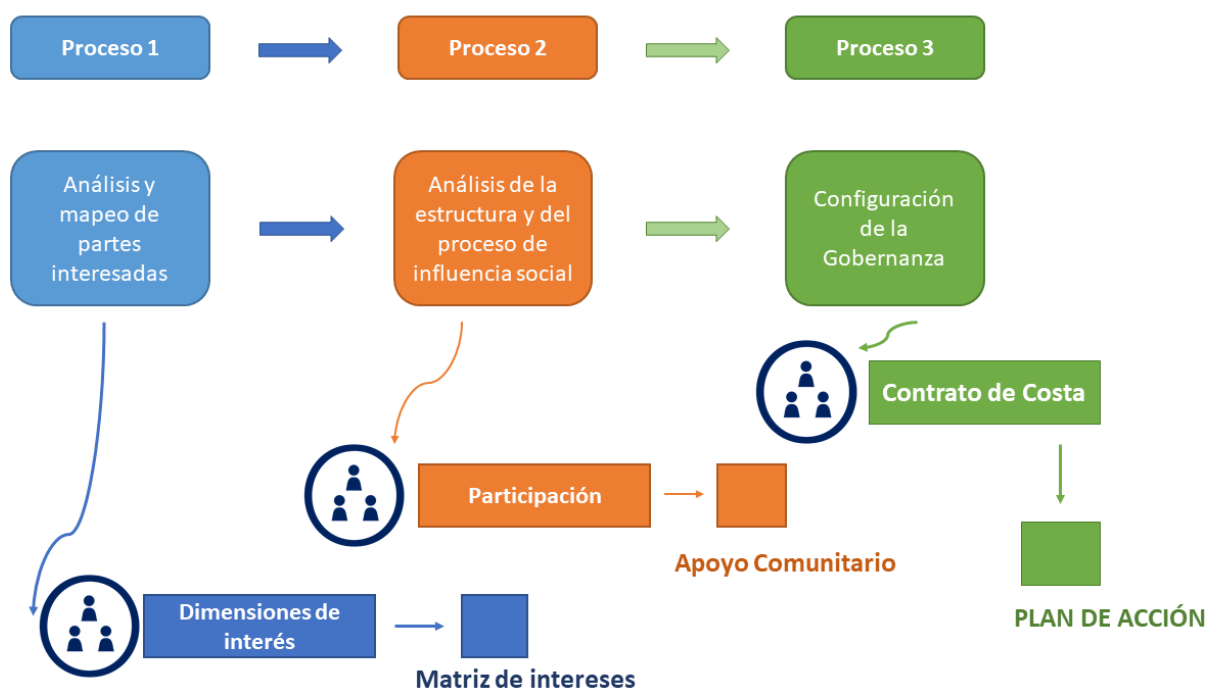 Proceso 1
Proceso 2
Proceso 3
Análisis y
mapeo de
partes
interesadas
Análisis de la
estructura y del
proceso de
influencia social
Configuración
de la
Gobernanza
Contrato de Costa
Participación
Apoyo Comunitario
PLAN DE ACCIÓN
Dimensiones de
interés
Matriz de intereses